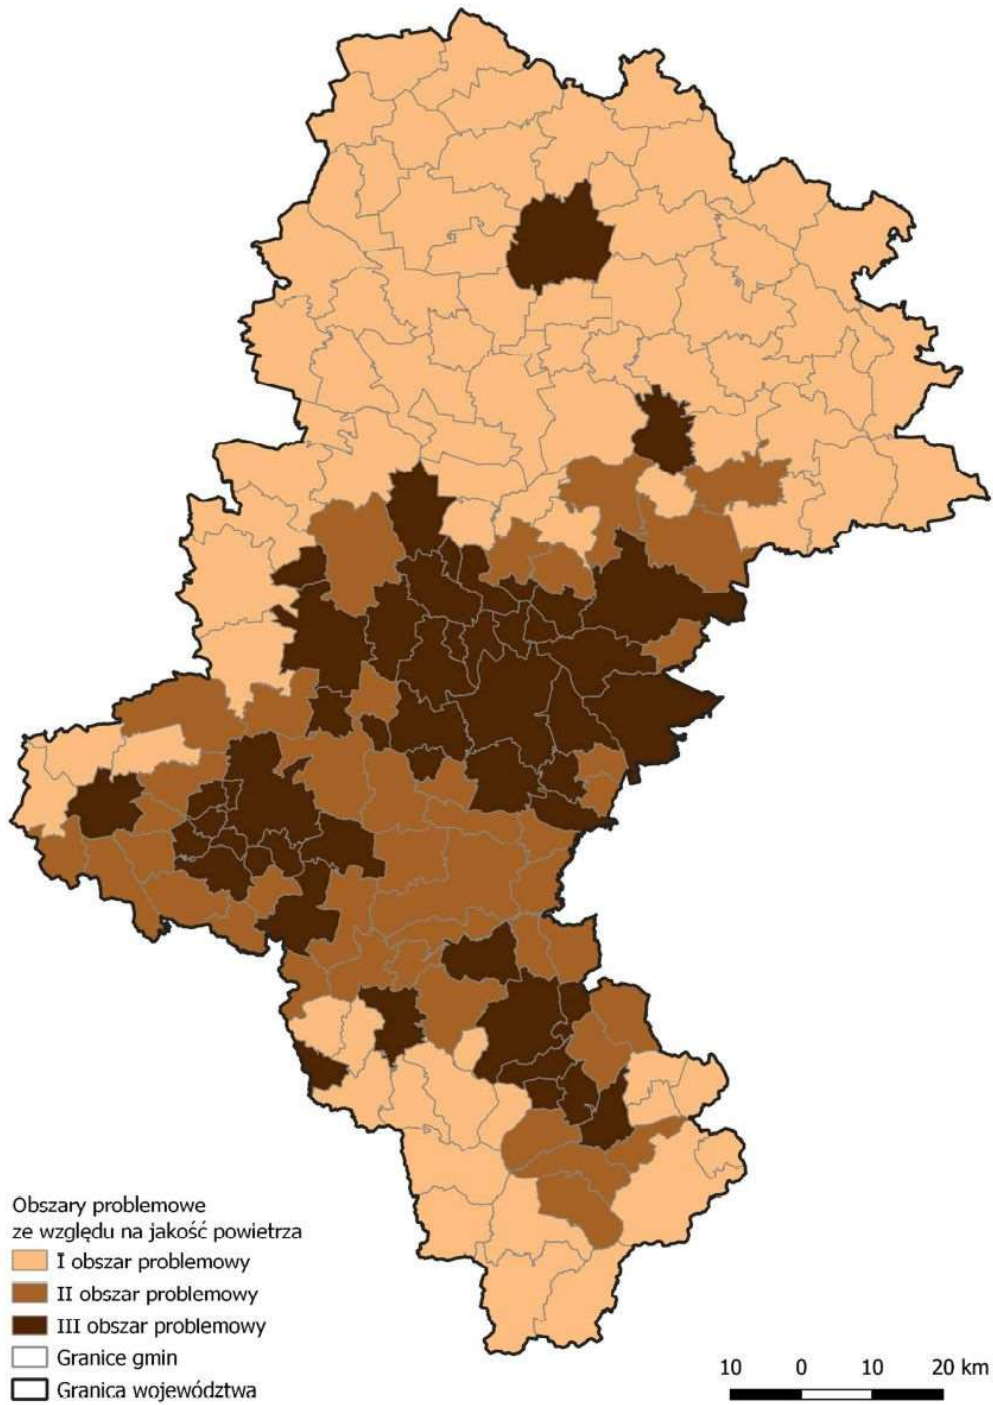 Obszary problemowe
ze względu na jakość powietrza
I obszar problemowy
II obszar problemowy
III obszar problemowy
Granice gmin
Granica województwa
10 0 10 20 km